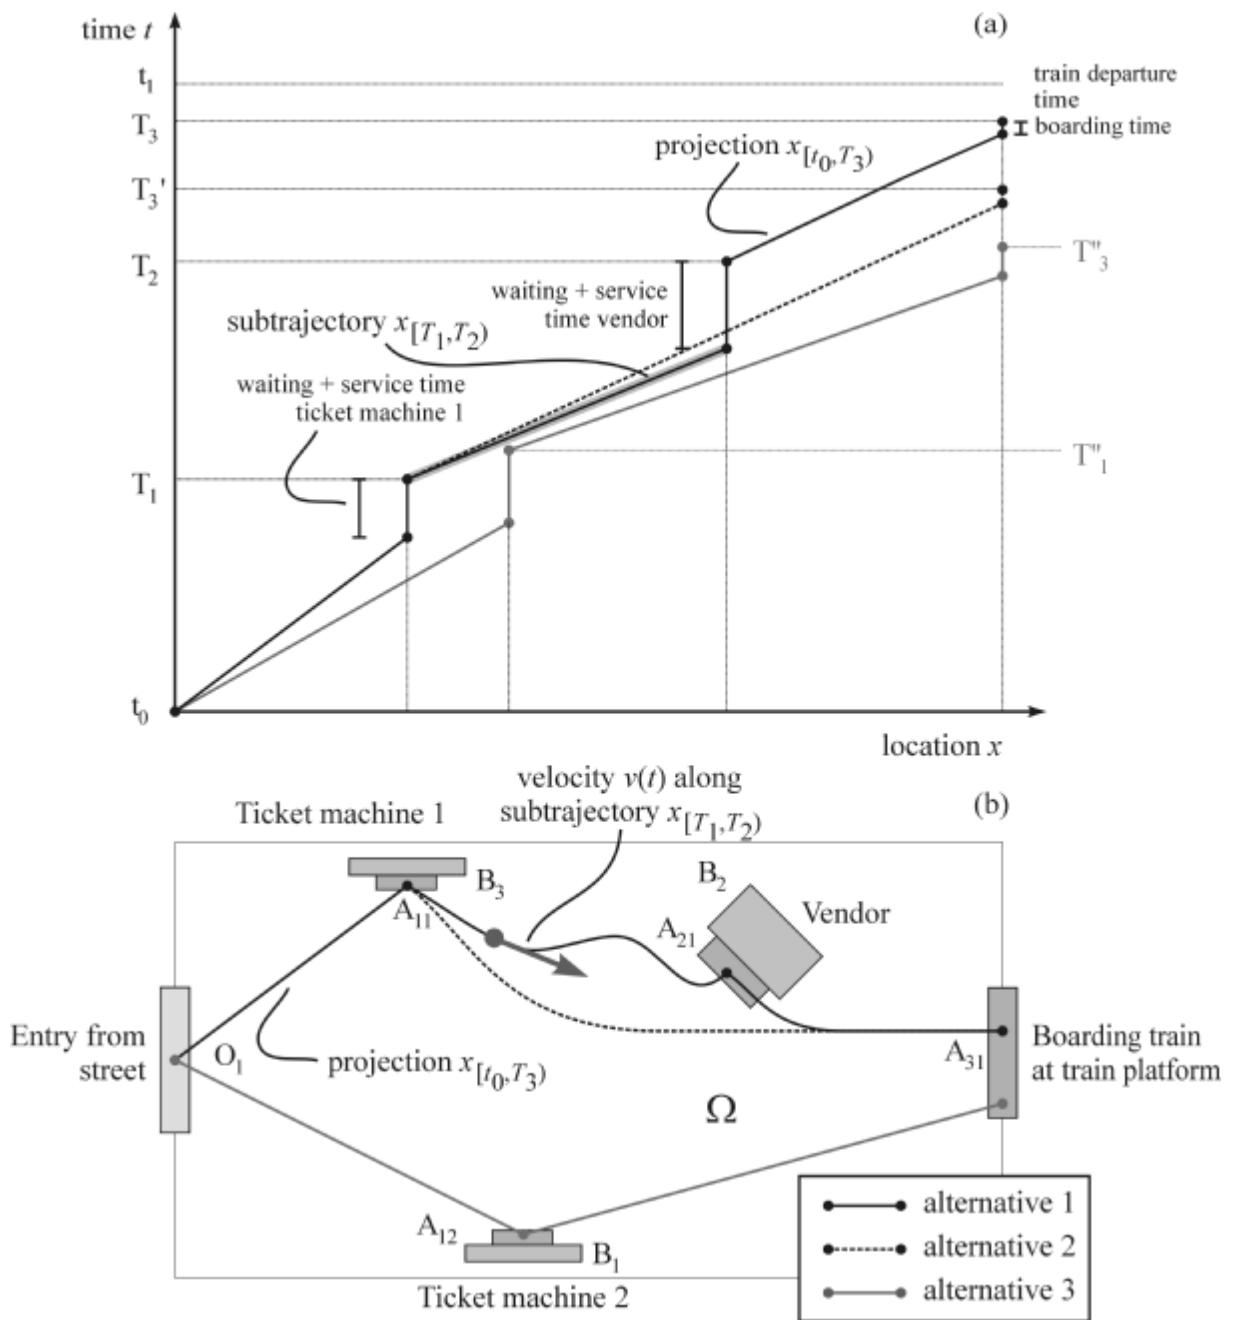 (a)
time t
t₁
train departure
time
T₃
boarding time
projection x[t₀,T₃)
T₃'
T"₃
T₂
waiting + service
time vendor
subtrajectory x[T₁,T₂)
waiting + service time
ticket machine 1
T"₁
T₁
t₀
location x
velocity v(t) along
subtrajectory x[T₁,T₂)
(b)
Ticket machine 1
B₃
B₂
A₁₁
A₂₁
Vendor
Entry from
street
O₁
projection x[t₀,T₃)
A₃₁
Boarding train
at train platform
Ω
A₁₂
B₁
Ticket machine 2
alternative 1
alternative 2
alternative 3